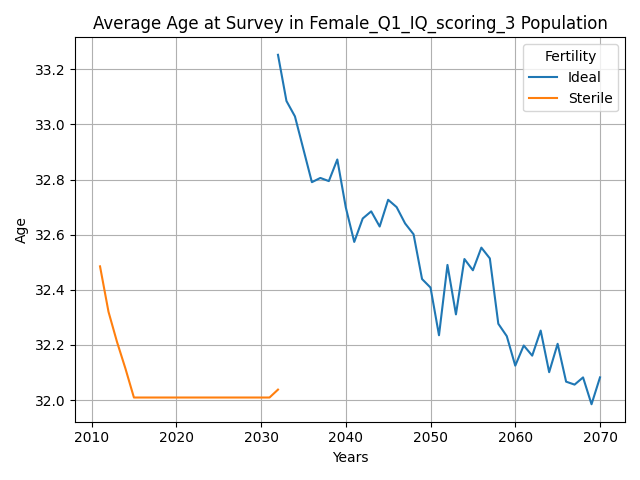 Average Age at Survey in Female_Q1_IQ_scoring_3 Population
Fertility
Ideal
Sterile
Age
33.2
33.0
32.8
32.6
32.4
32.2
32.0
2010 2020 2030 2040 2050 2060 2070
Years